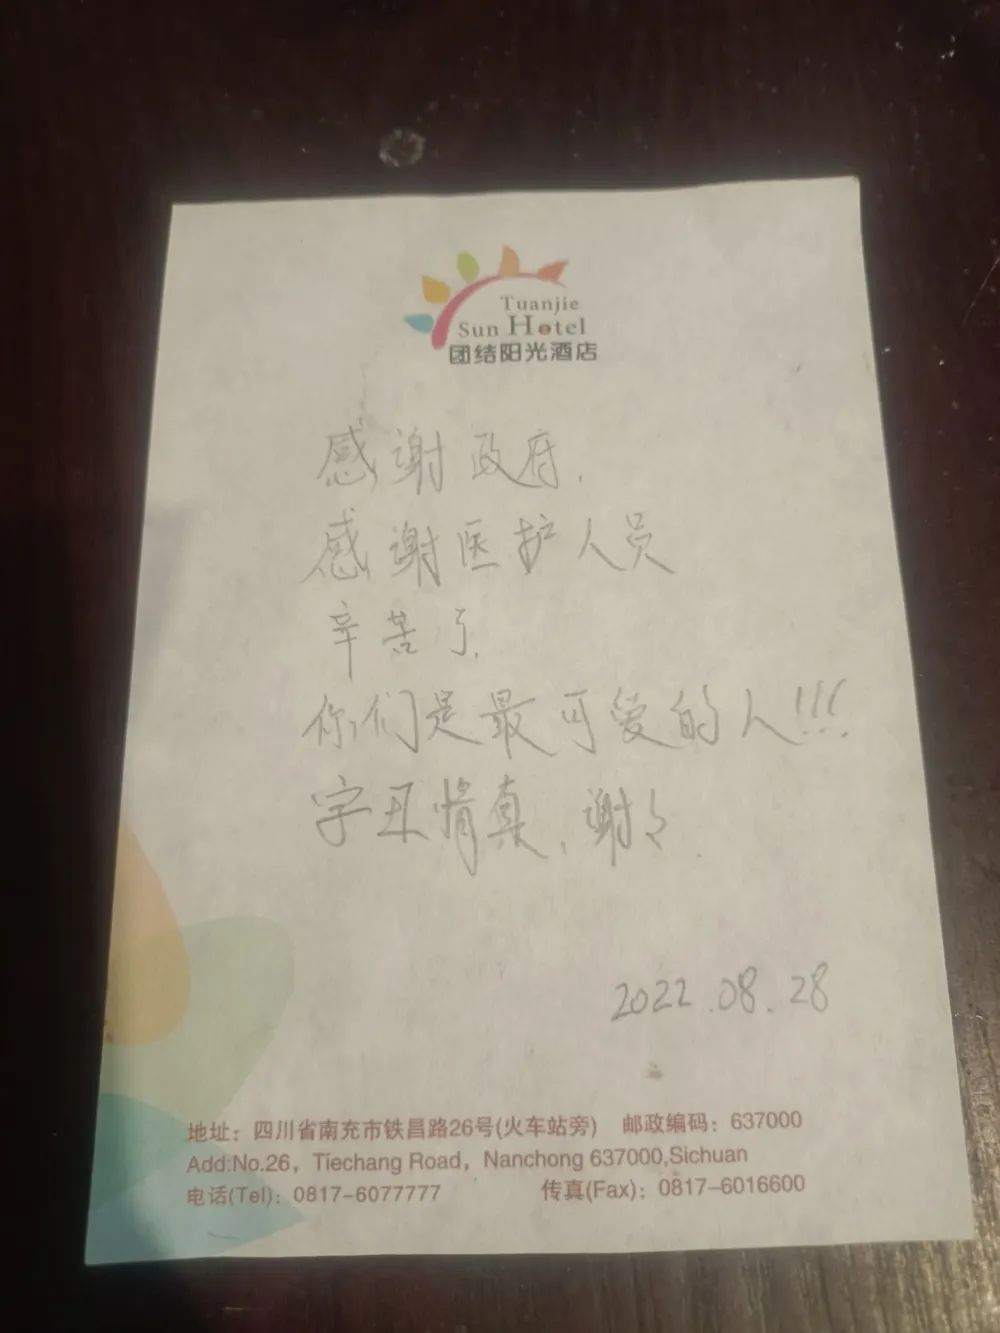 Tuanjie
Sun Hotel
团结阳光酒店
感谢政府.
感谢医护人员
辛苦了.
你们是最可爱的人!!!
字丑情真.谢谢.
2022.08.28
地址：四川省南充市铁昌路26号(火车站旁) 邮政编码：637000
Add:No.26，Tiechang Road，Nanchong 637000,Sichuan
电话(Tel)：0817-6077777 传真(Fax)：0817-6016600